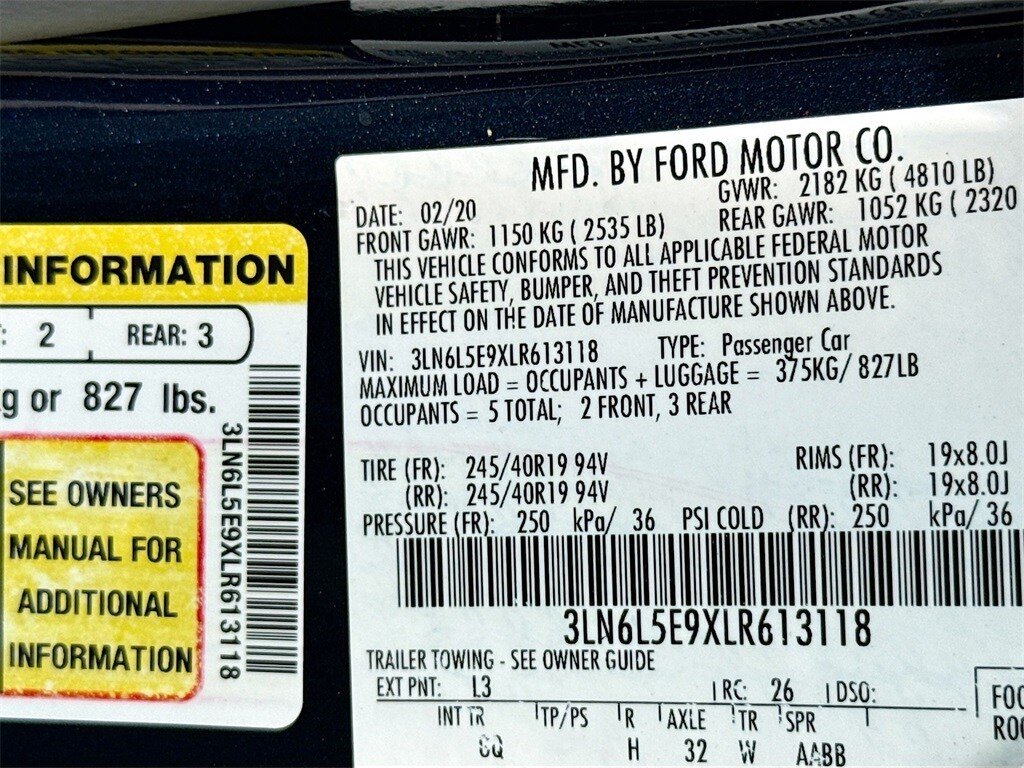 MFD. BY FORD MOTOR CO.
DATE: 02/20 GVWR: 2182 KG ( 4810 LB)
FRONT GAWR: 1150 KG ( 2535 LB) REAR GAWR: 1052 KG ( 2320
THIS VEHICLE CONFORMS TO ALL APPLICABLE FEDERAL MOTOR
VEHICLE SAFETY, BUMPER, AND THEFT PREVENTION STANDARDS
IN EFFECT ON THE DATE OF MANUFACTURE SHOWN ABOVE.
VIN: 3LN6L5E9XLR613118 TYPE: Passenger Car
MAXIMUM LOAD = OCCUPANTS + LUGGAGE = 375KG/ 827LB
OCCUPANTS = 5 TOTAL; 2 FRONT, 3 REAR
TIRE (FR): 245/40R19 94V RIMS (FR): 19x8.0J
(RR): 245/40R19 94V (RR): 19x8.0J
PRESSURE (FR): 250 kPa/ 36 PSI COLD (RR): 250 kPa/ 36
3LN6L5E9XLR613118
TRAILER TOWING - SEE OWNER GUIDE
EXT PNT: L3 RC: 26 DSO:
INT TR TP/PS R AXLE TR SPR
H 32 W AABB
INFORMATION
2 REAR: 3
or 827 lbs.
SEE OWNERS
MANUAL FOR
ADDITIONAL
INFORMATION
3LN6L5E9XLR613118